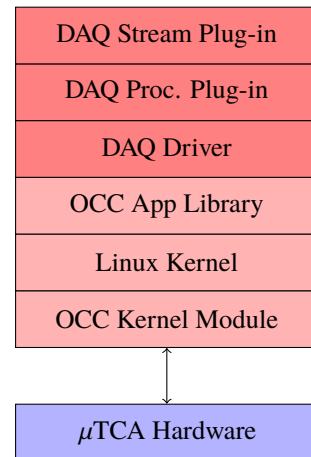 DAQ Stream Plug-in
DAQ Proc. Plug-in
DAQ Driver
OCC App Library
Linux Kernel
OCC Kernel Module
μTCA Hardware